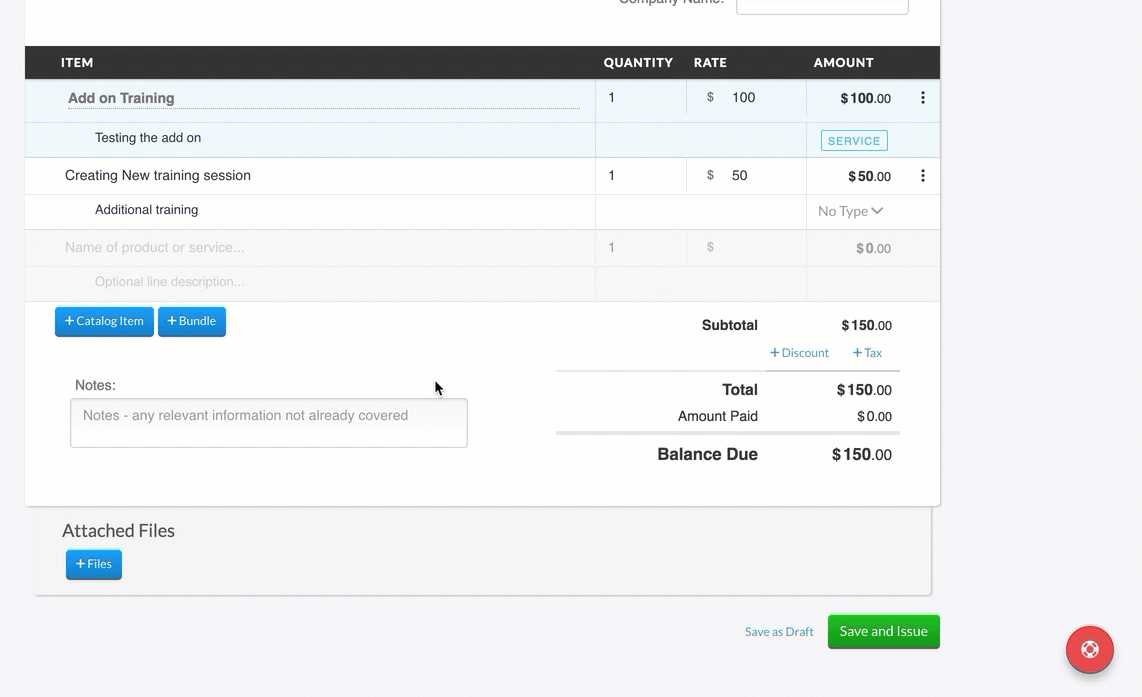 Company Name:
ITEM QUANTITY RATE AMOUNT
Add on Training 1 $ 100 $100.00
Testing the add on SERVICE
Creating New training session 1 $ 50 $50.00
Additional training No Type
Name of product or service... 1 $ $0.00
Optional line description...
+ Catalog Item + Bundle
Subtotal $150.00
+ Discount + Tax
Notes:
Notes - any relevant information not already covered
Total $150.00
Amount Paid $0.00
Balance Due $150.00
Attached Files
+ Files
Save as Draft Save and Issue